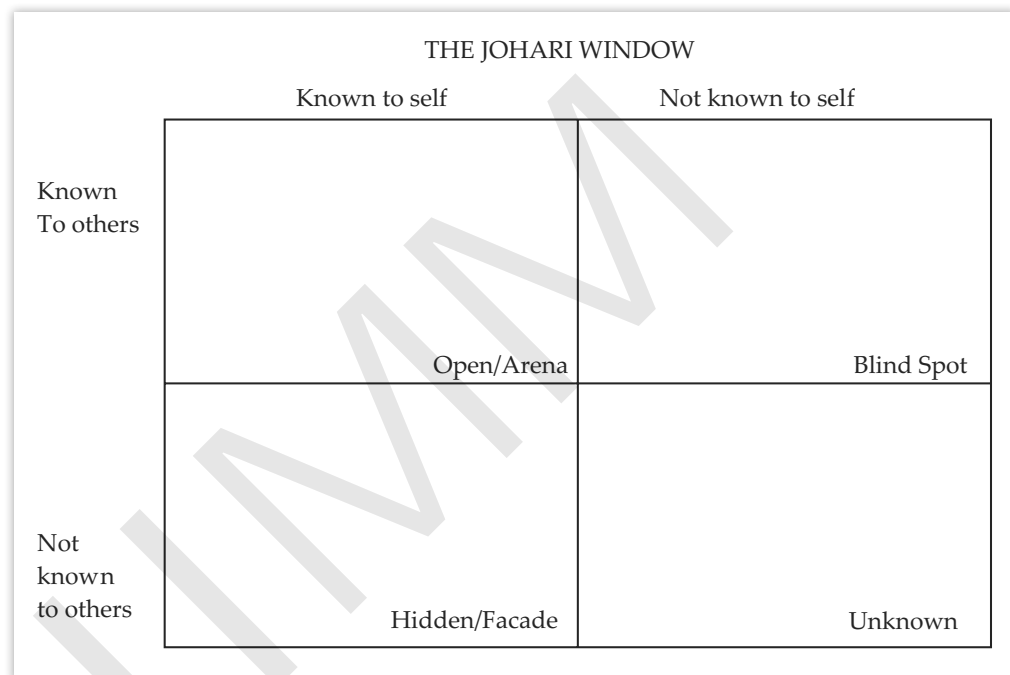 THE JOHARI WINDOW
Known to self
Not known to self
Known
To others
Open/Arena
Blind Spot
Not
known
to others
Hidden/Facade
Unknown